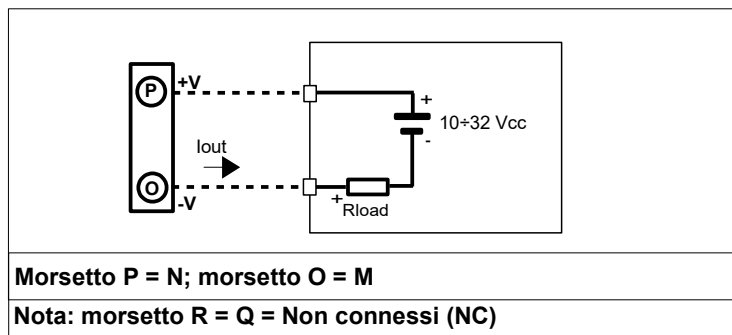 P
+V
+
10÷32 Vcc
-
Iout
O
-V
+
Rload
Morsetto P = N; morsetto O = M
Nota: morsetto R = Q = Non connessi (NC)